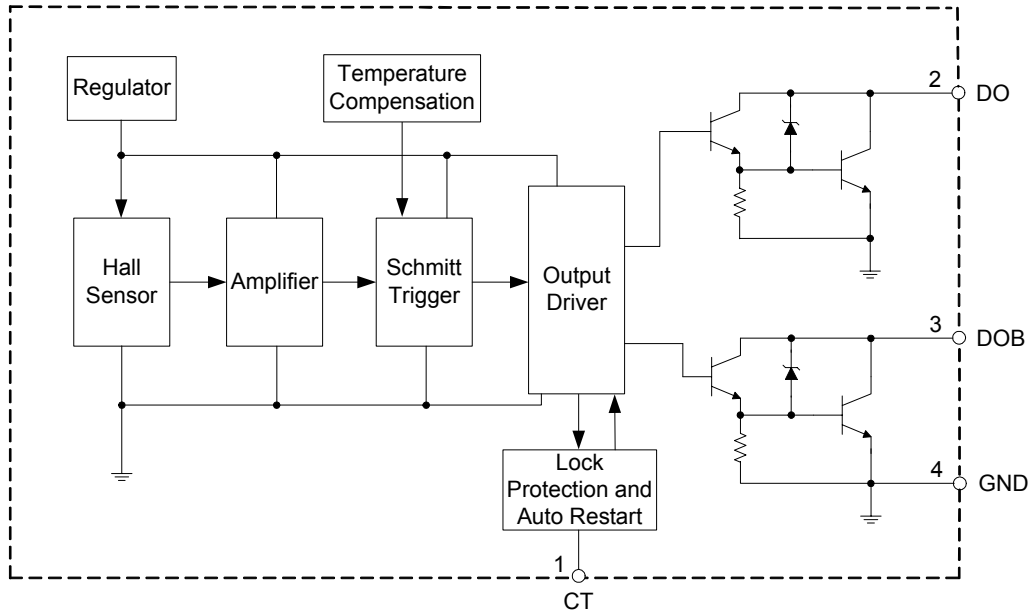 Regulator
Temperature
Compensation
2
DO
Hall
Sensor
Amplifier
Schmitt
Trigger
Output
Driver
3
DOB
Lock
Protection and
Auto Restart
4
GND
1
CT